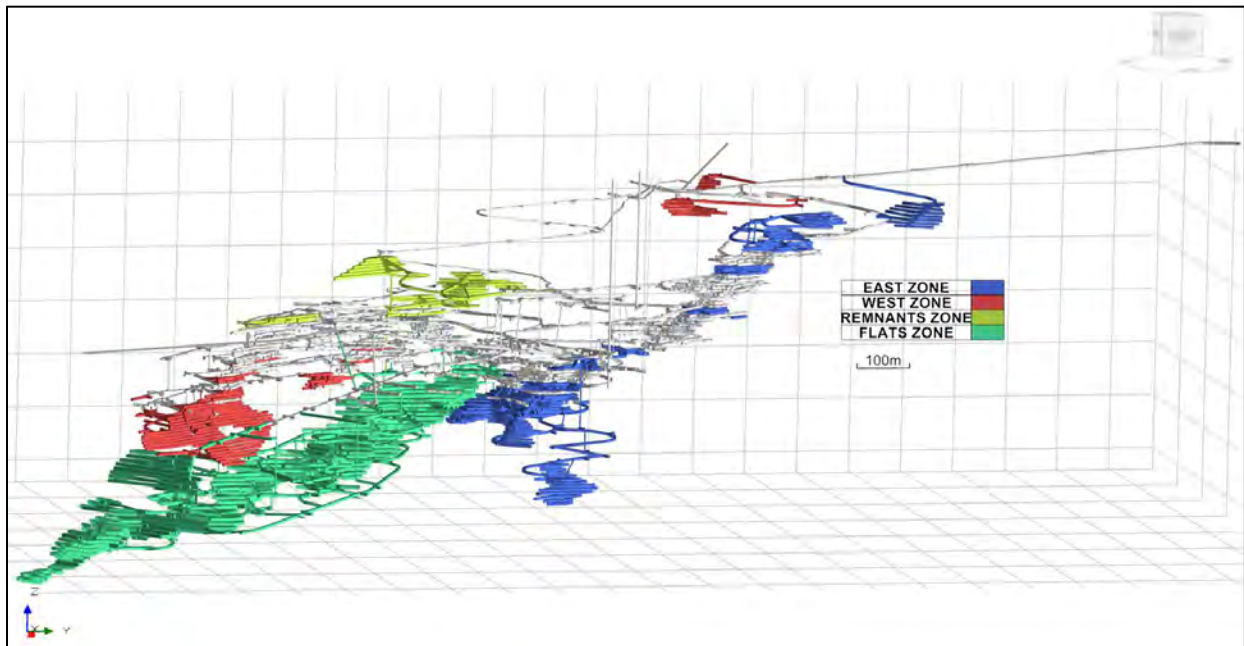 EAST ZONE
WEST ZONE
REMNANTS ZONE
FLATS ZONE
100m
Z
X
Y